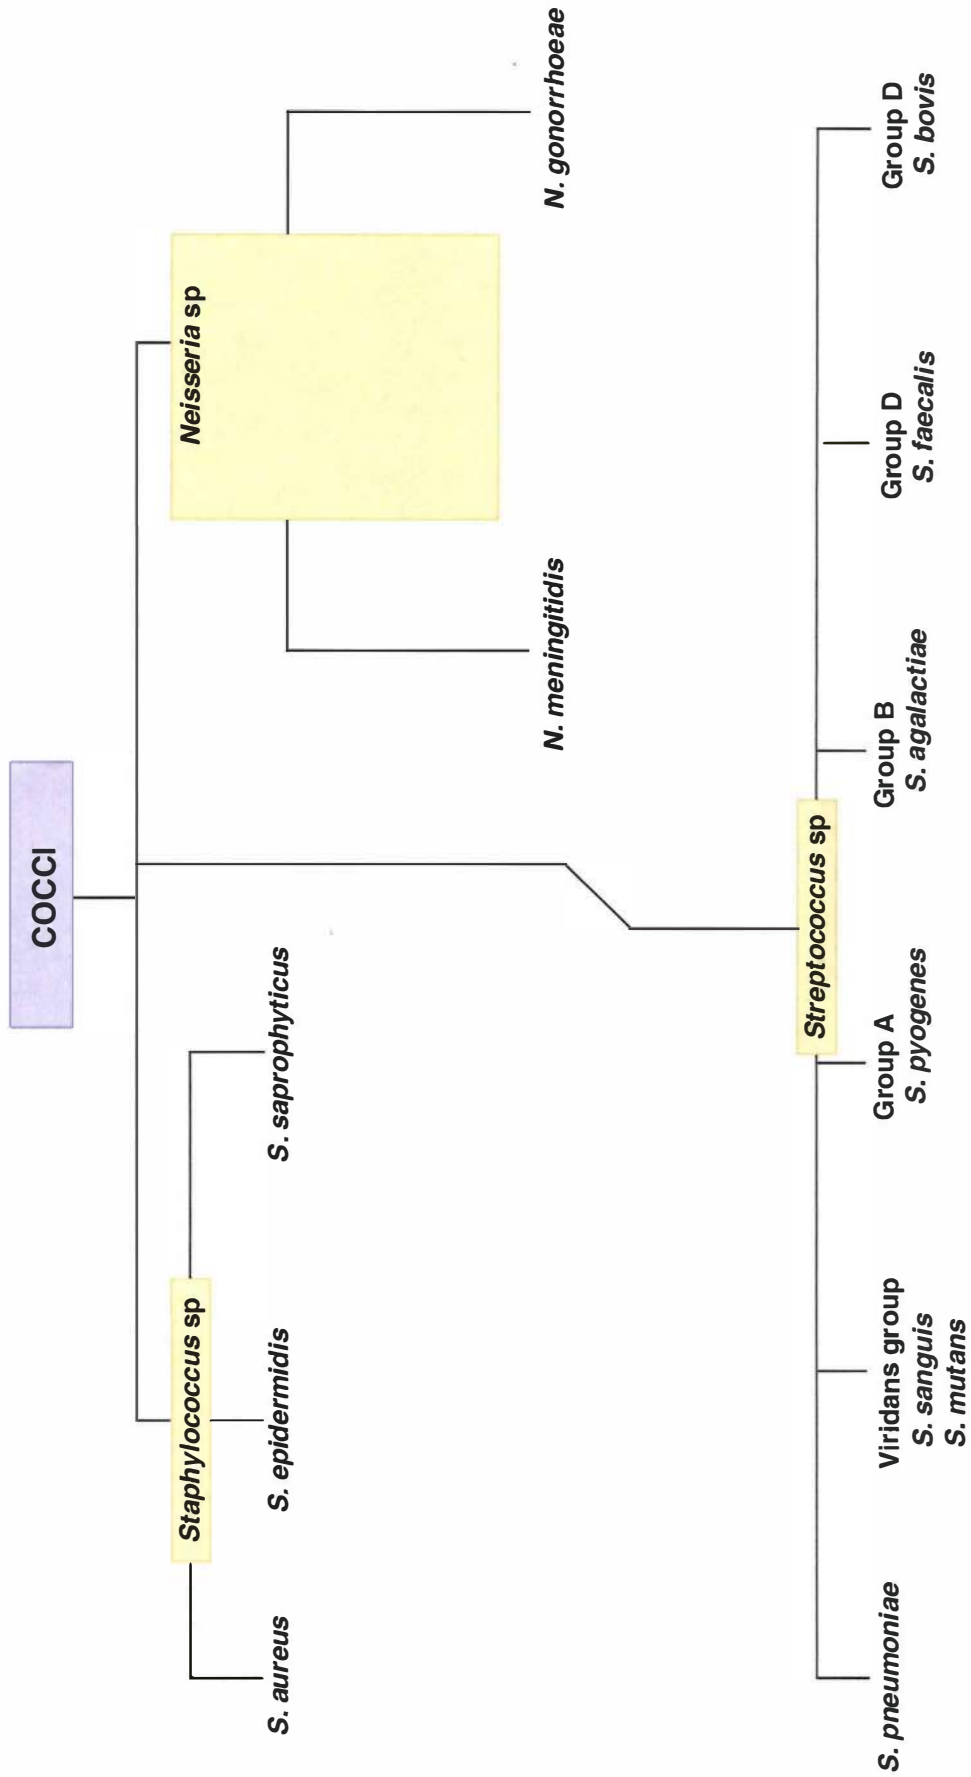 COCCI
Staphylococcus sp
Neisseria sp
S. aureus
S. epidermidis
S. saprophyticus
N. meningitidis
N. gonorrhoeae
Streptococcus sp
S. pneumoniae
Viridans group
S. sanguis
S. mutans
Group A
S. pyogenes
Group B
S. agalactiae
Group D
S. faecalis
Group D
S. bovis